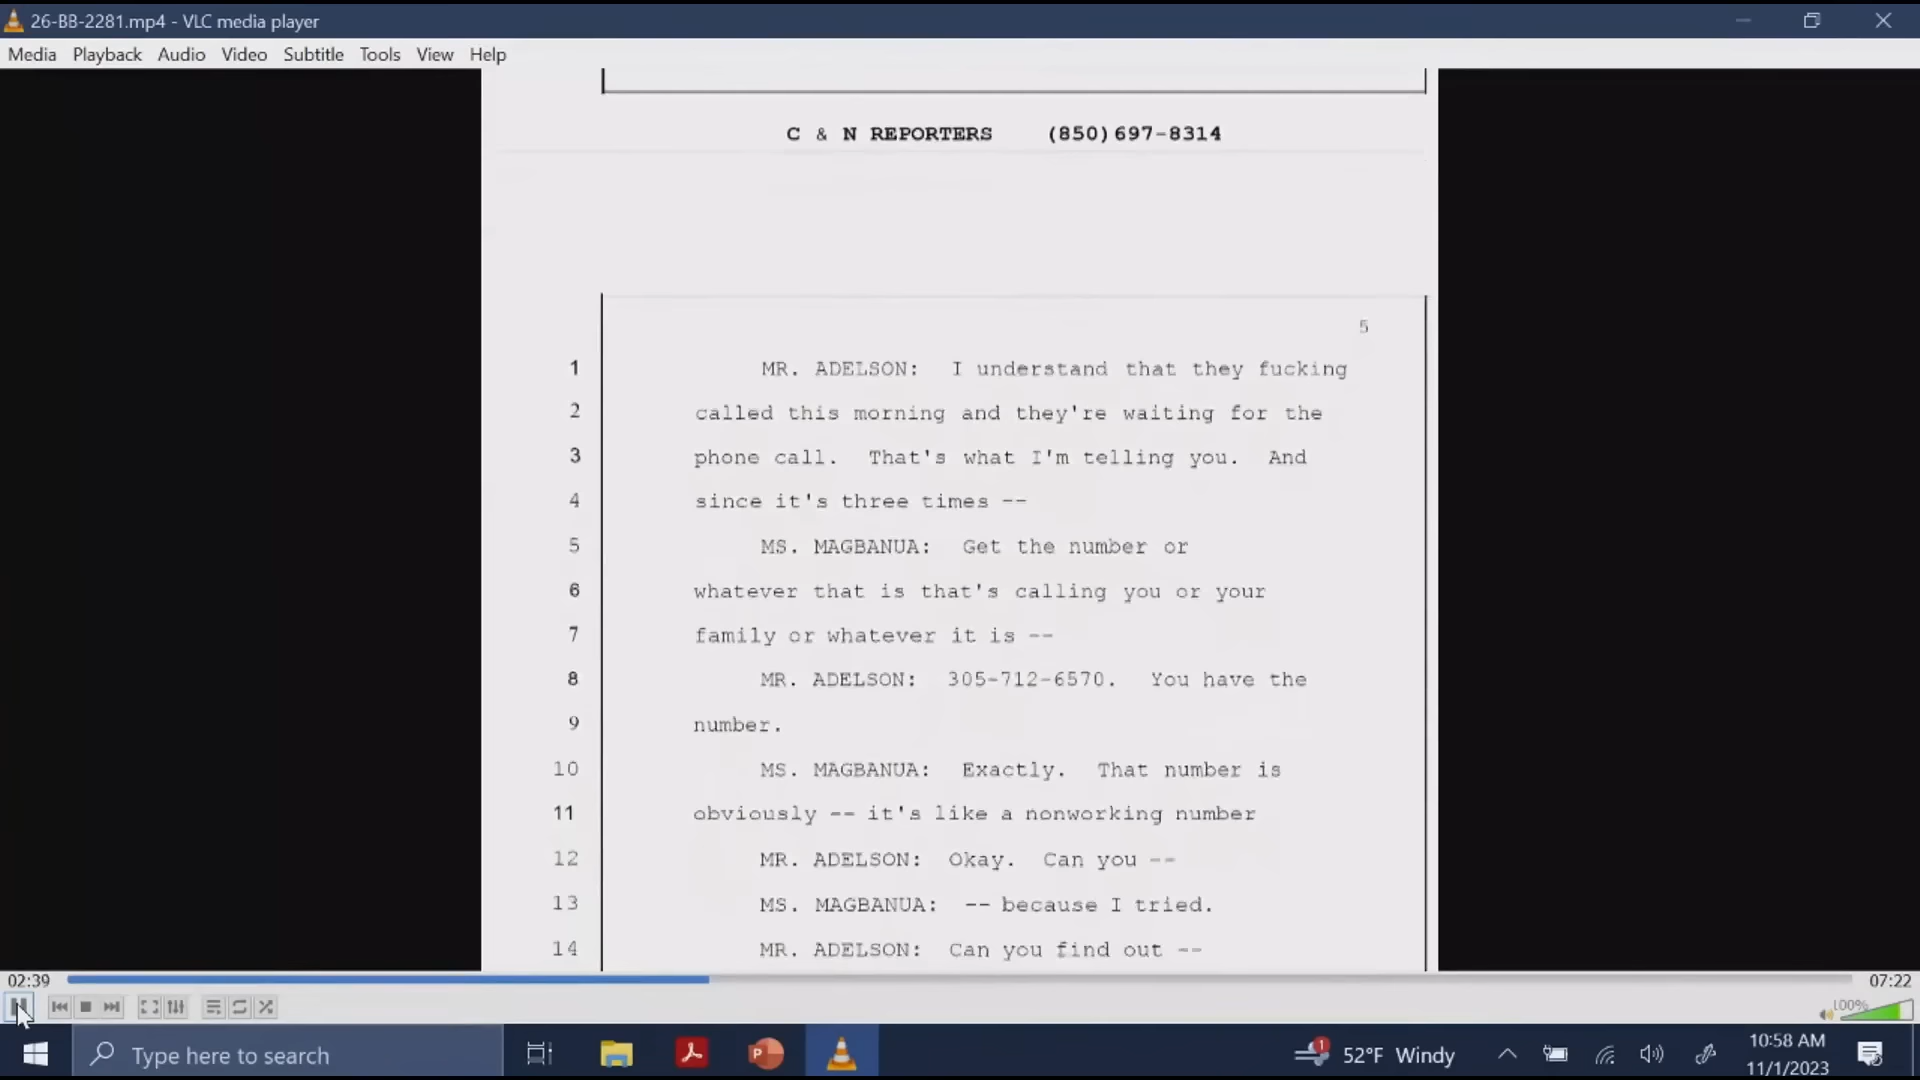 26-BB-2281.mp4 - VLC media player
Media Playback Audio Video Subtitle Tools View Help
C & N REPORTERS (850)697-8314
5
1 MR. ADELSON: I understand that they fucking
2 called this morning and they're waiting for the
3 phone call. That's what I'm telling you. And
4 since it's three times --
5 MS. MAGBANUA: Get the number or
6 whatever that is that's calling you or your
7 family or whatever it is --
8 MR. ADELSON: 305-712-6570. You have the
9 number.
10 MS. MAGBANUA: Exactly. That number is
11 obviously -- it's like a nonworking number
12 MR. ADELSON: Okay. Can you --
13 MS. MAGBANUA: -- because I tried.
14 MR. ADELSON: Can you find out --
02:39 07:22
100%
Type here to search
1 52°F Windy
10:58 AM
11/1/2023